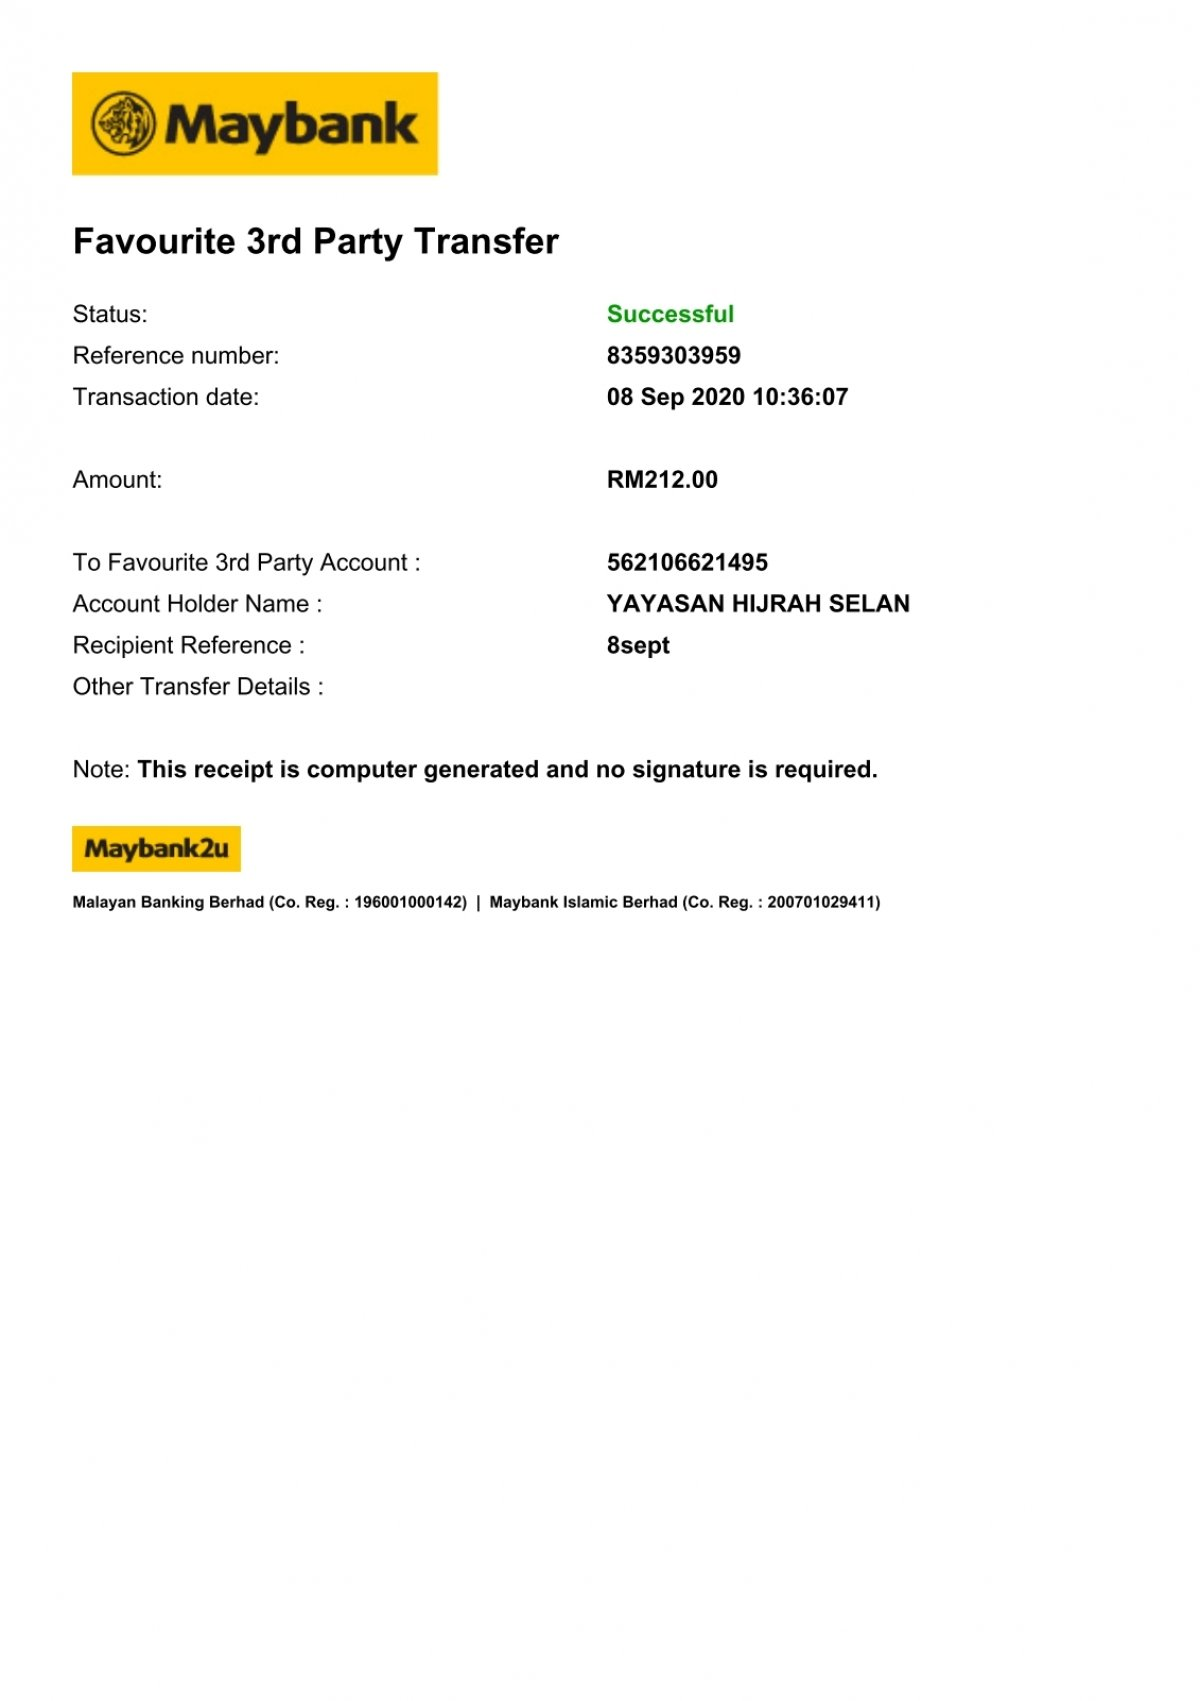 Maybank
Favourite 3rd Party Transfer
Status: Successful
Reference number: 8359303959
Transaction date: 08 Sep 2020 10:36:07
Amount: RM212.00
To Favourite 3rd Party Account : 562106621495
Account Holder Name : YAYASAN HIJRAH SELAN
Recipient Reference : 8sept
Other Transfer Details :
Note: This receipt is computer generated and no signature is required.
Maybank2u
Malayan Banking Berhad (Co. Reg. : 196001000142) | Maybank Islamic Berhad (Co. Reg. : 200701029411)